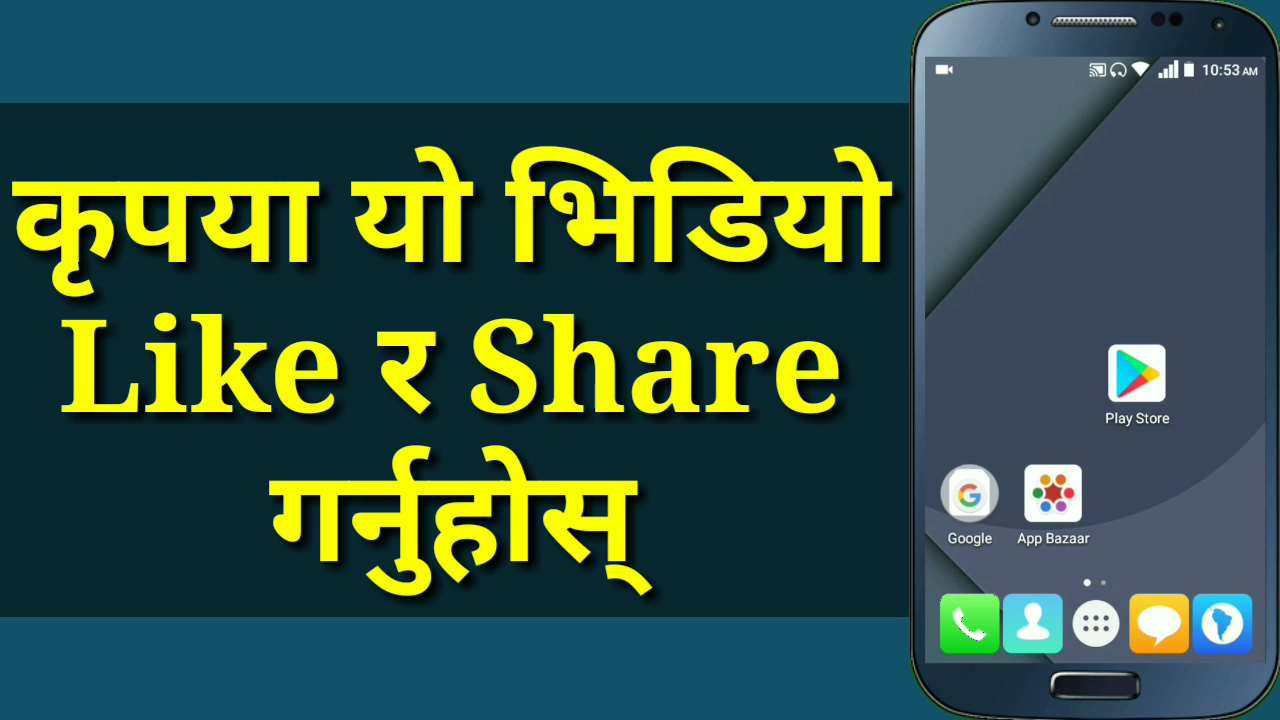 कृपया यो भिडियो
Like र Share
गर्नुहोस्
10:53 AM
Play Store
Google
App Bazaar